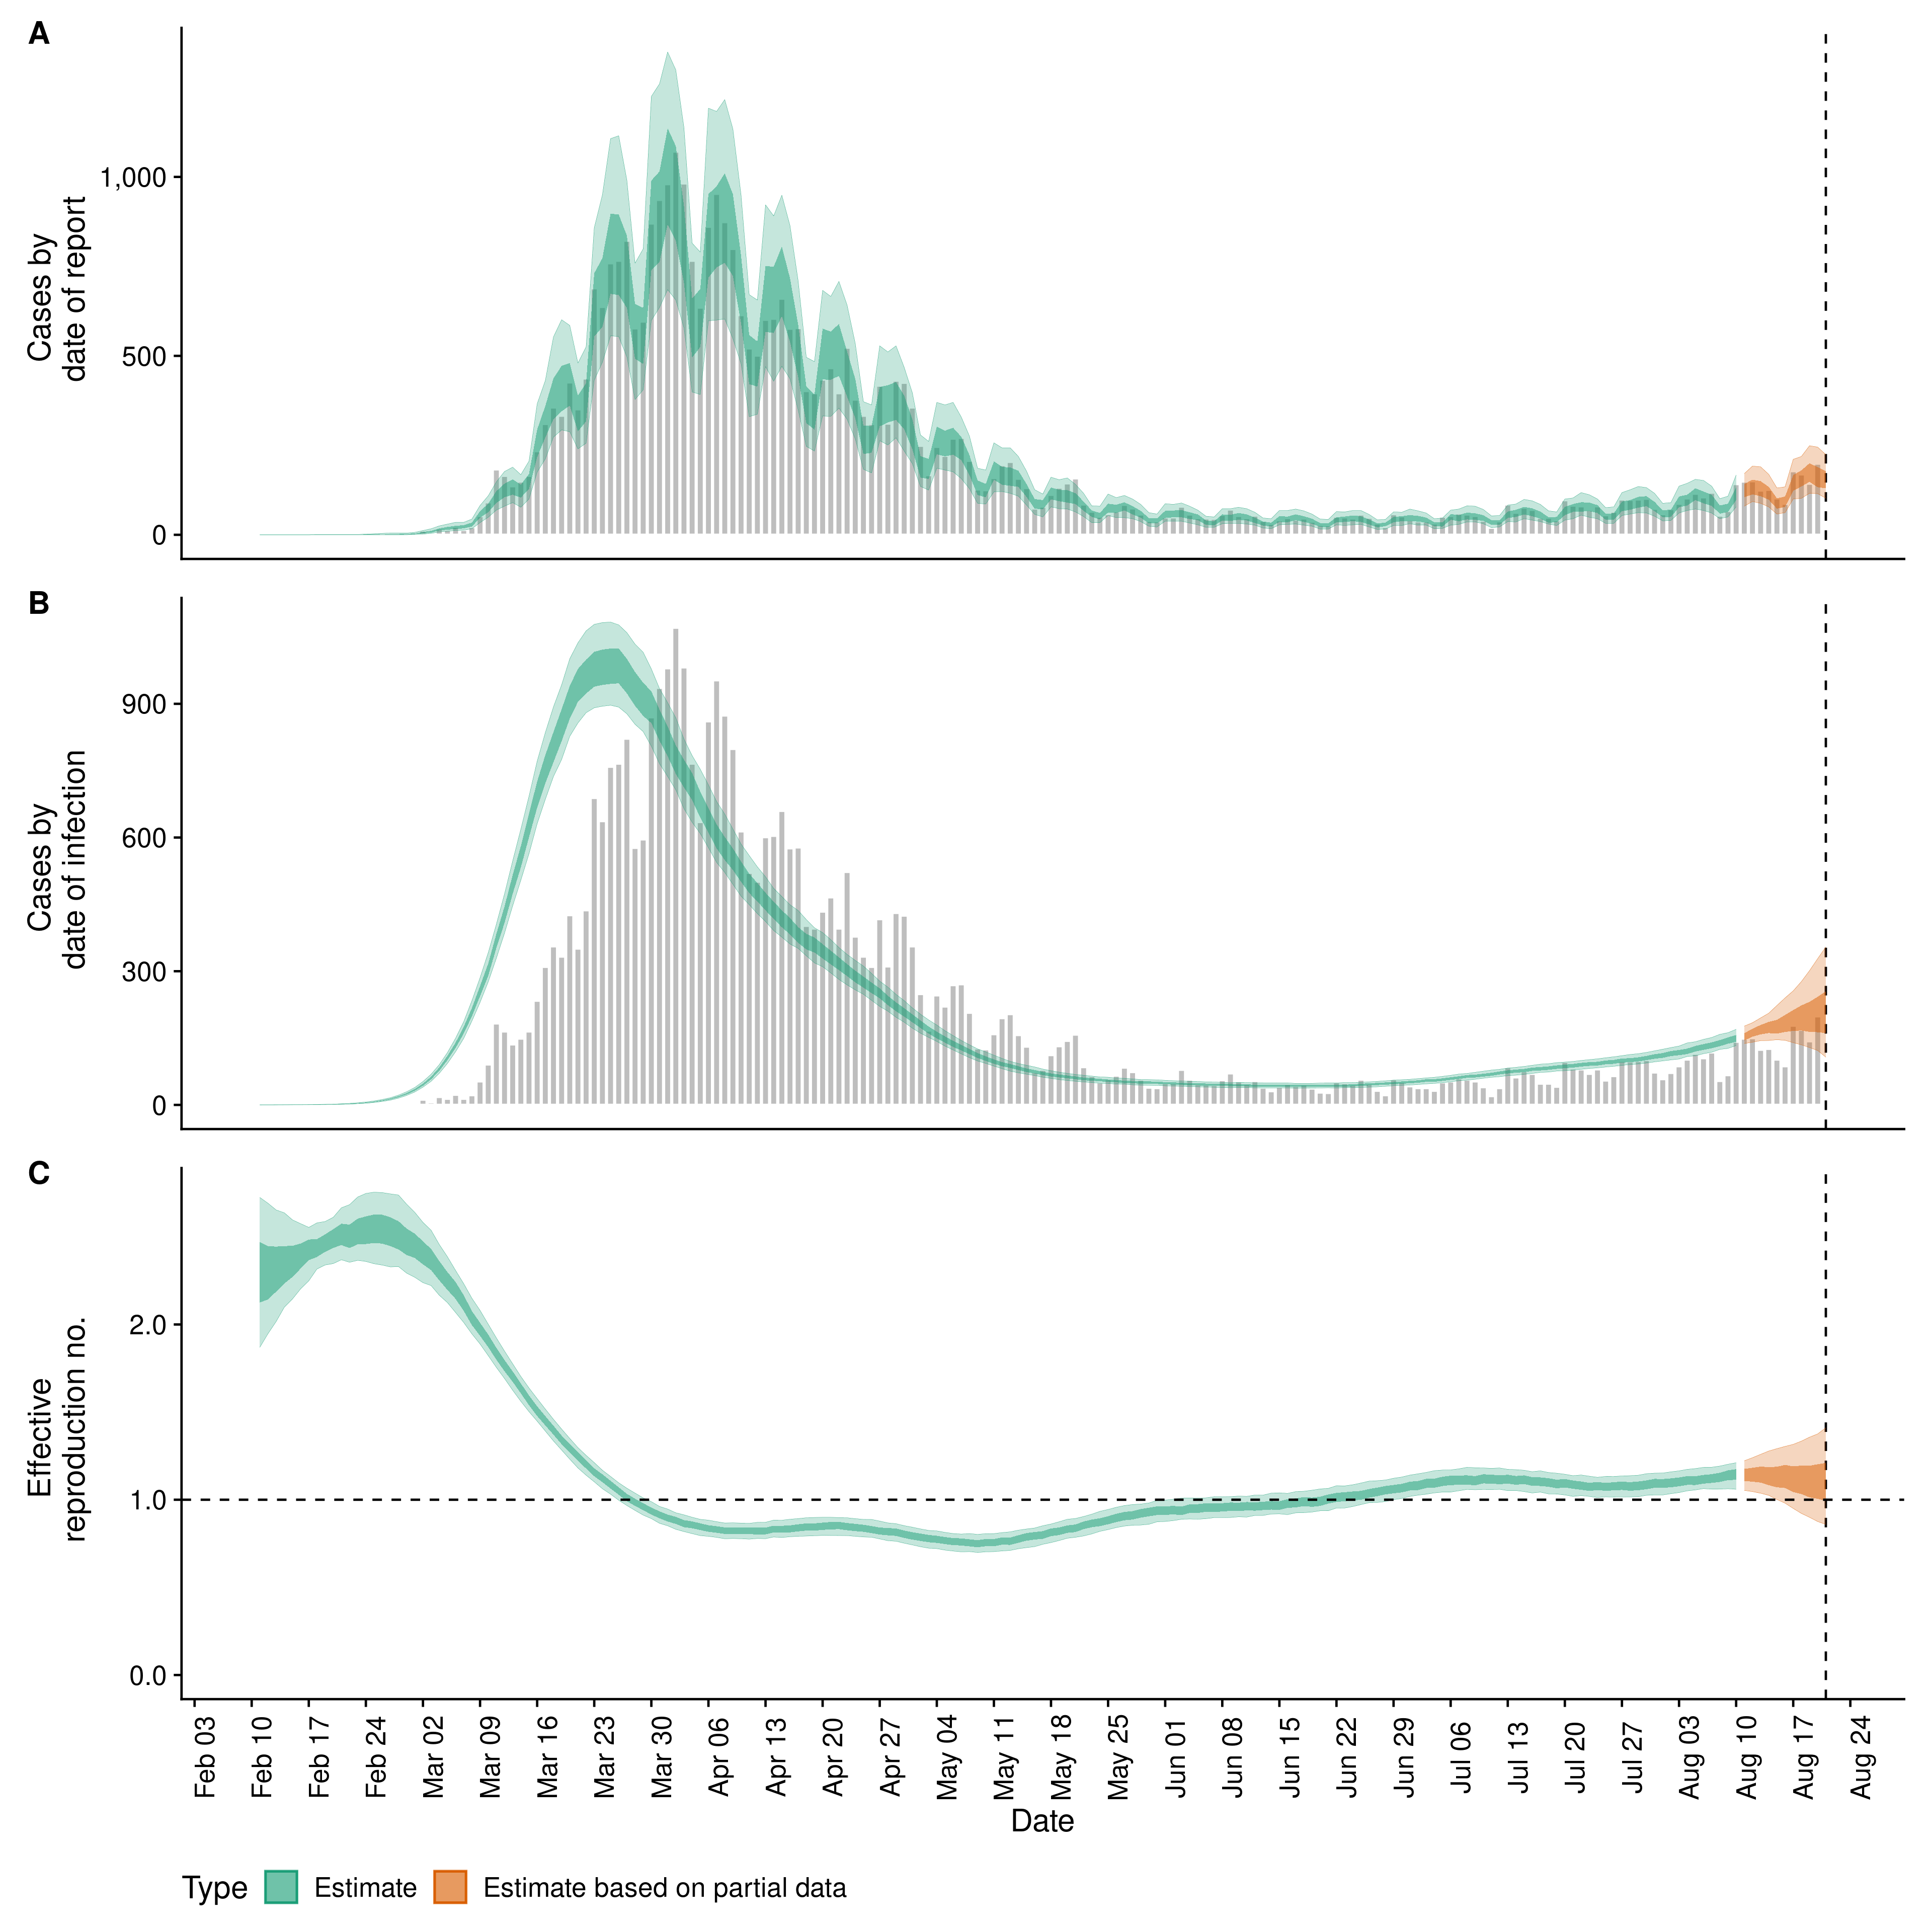 A
Cases by
date of report
1,000
500
0
B
Cases by
date of infection
900
600
300
0
C
Effective
reproduction no.
2.0
1.0
0.0
Feb 03
Feb 10
Feb 17
Feb 24
Mar 02
Mar 09
Mar 16
Mar 23
Mar 30
Apr 06
Apr 13
Apr 20
Apr 27
May 04
May 11
May 18
May 25
Jun 01
Jun 08
Jun 15
Jun 22
Jun 29
Jul 06
Jul 13
Jul 20
Jul 27
Aug 03
Aug 10
Aug 17
Aug 24
Date
Type Estimate Estimate based on partial data